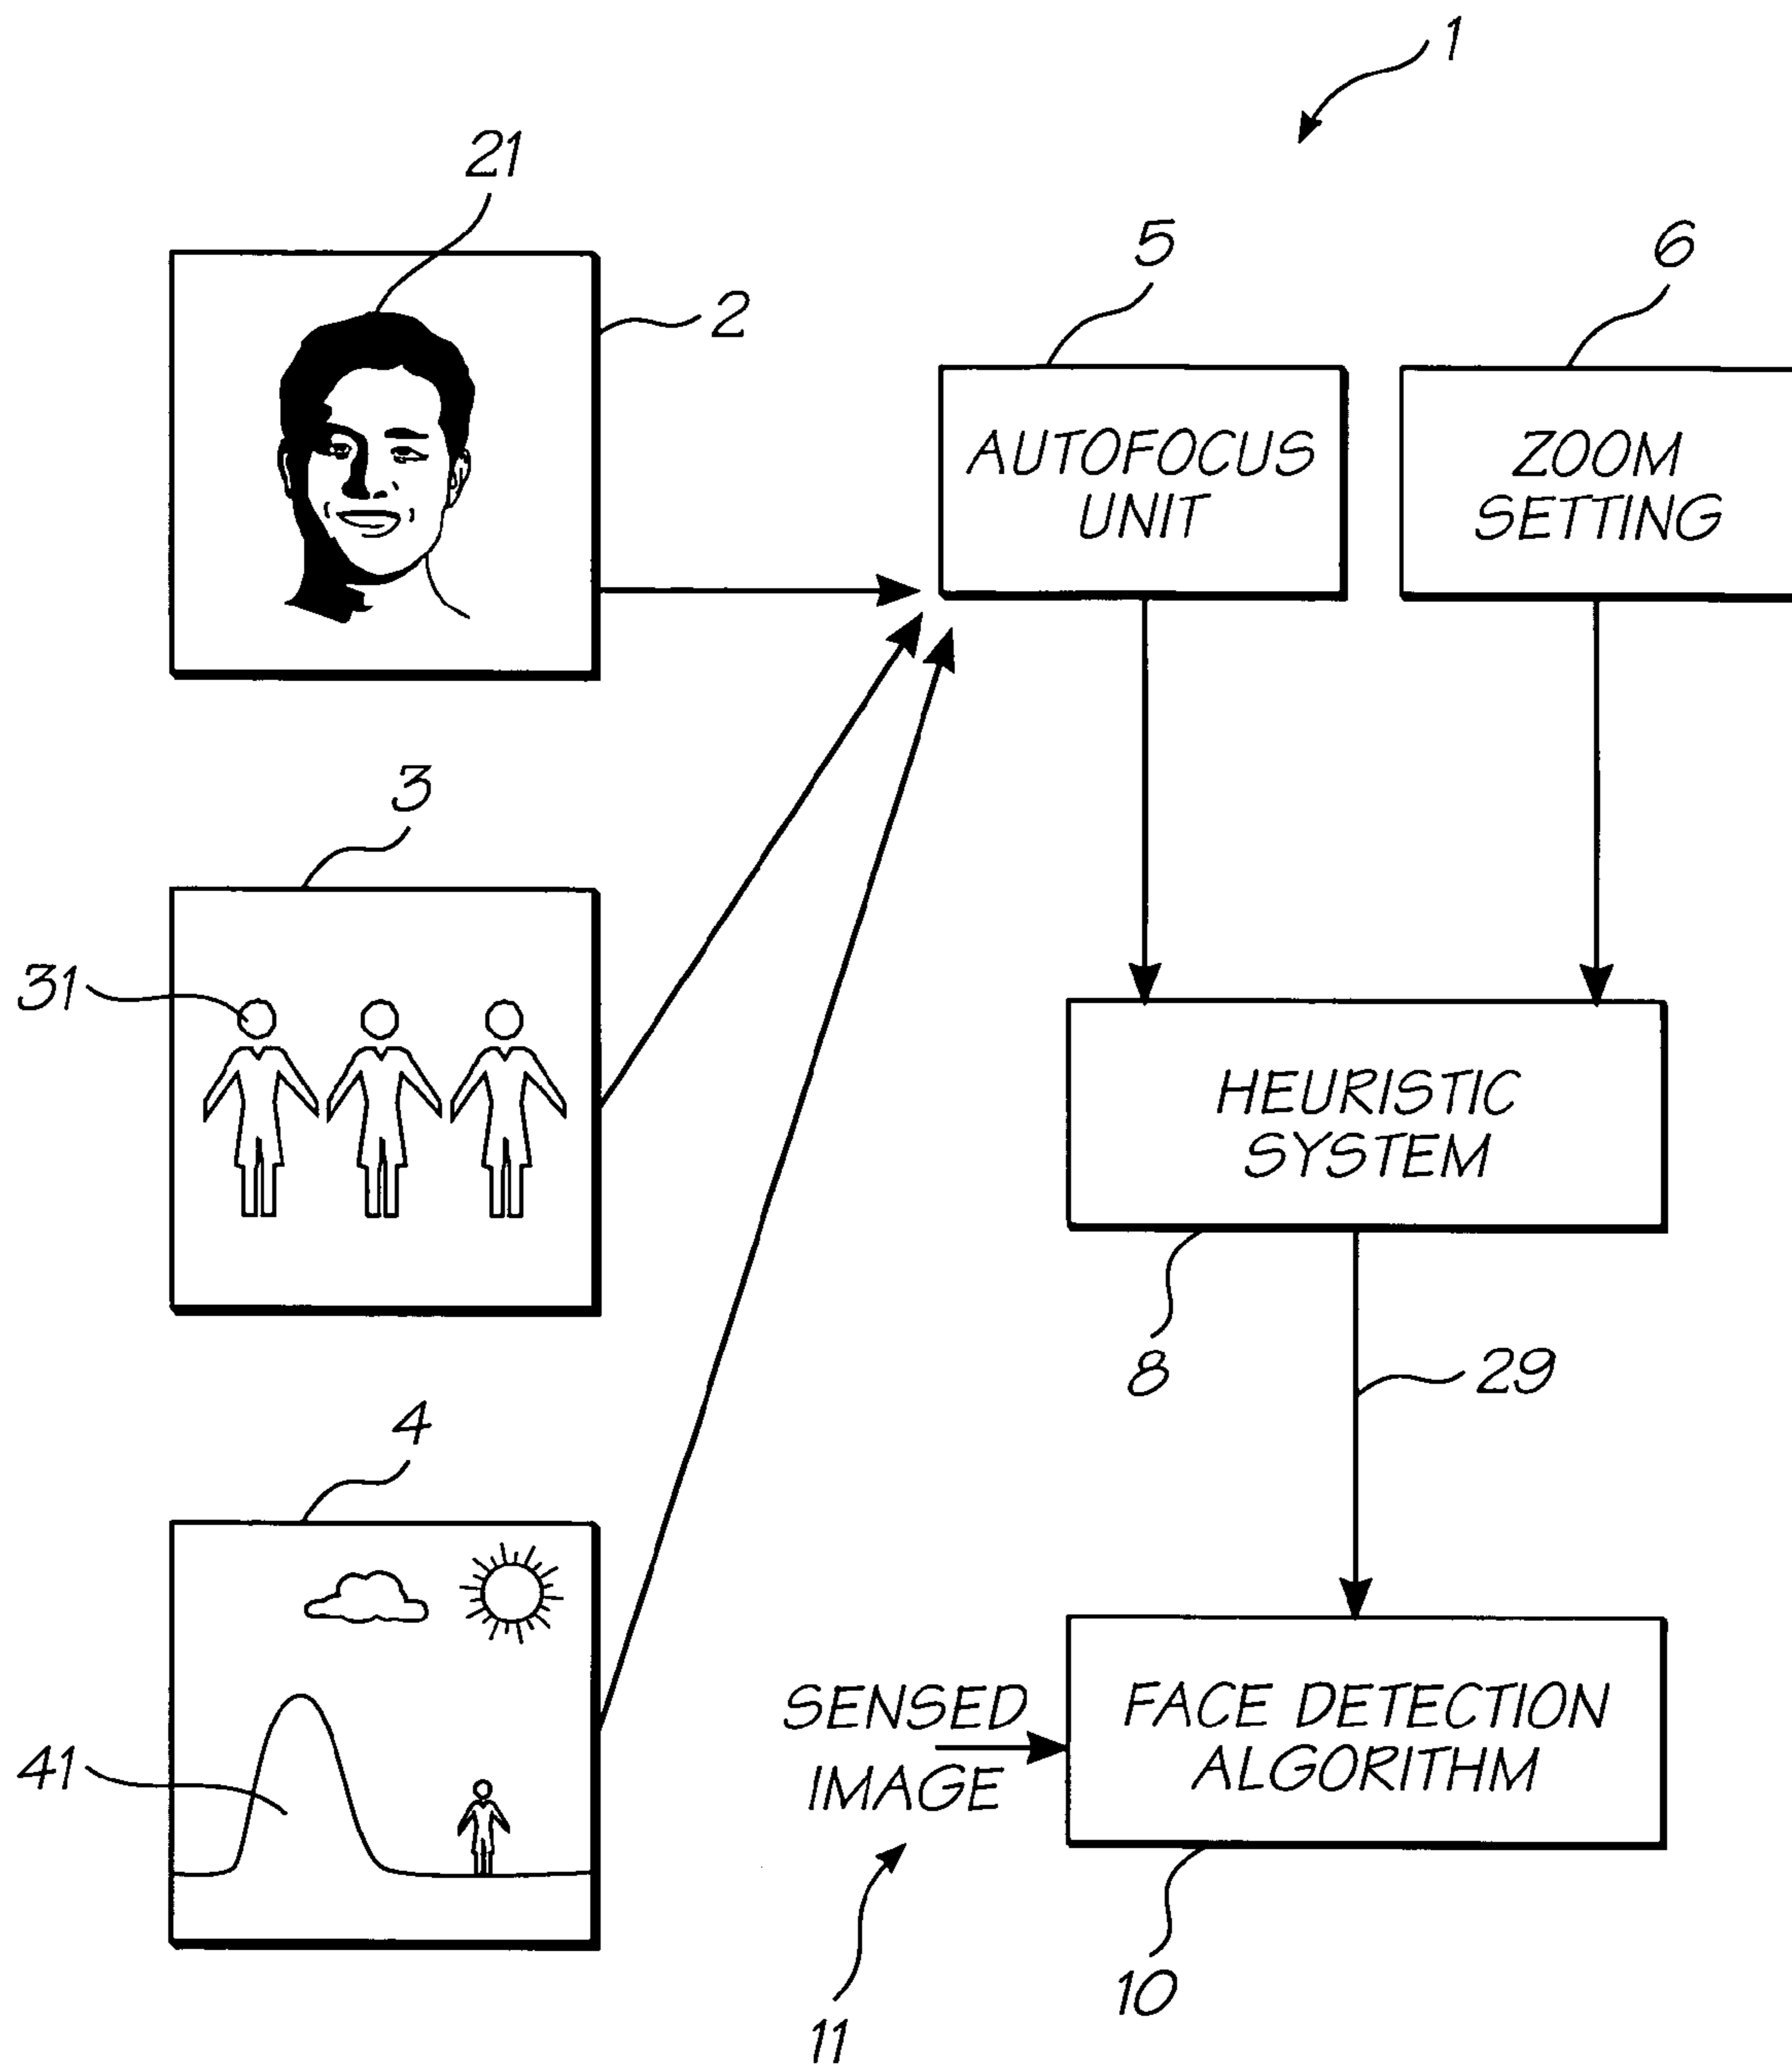 1
21
2
5
6
AUTOFOCUS
UNIT
ZOOM
SETTING
3
31
HEURISTIC
SYSTEM
8
29
4
41
SENSED
IMAGE
FACE DETECTION
ALGORITHM
11
10